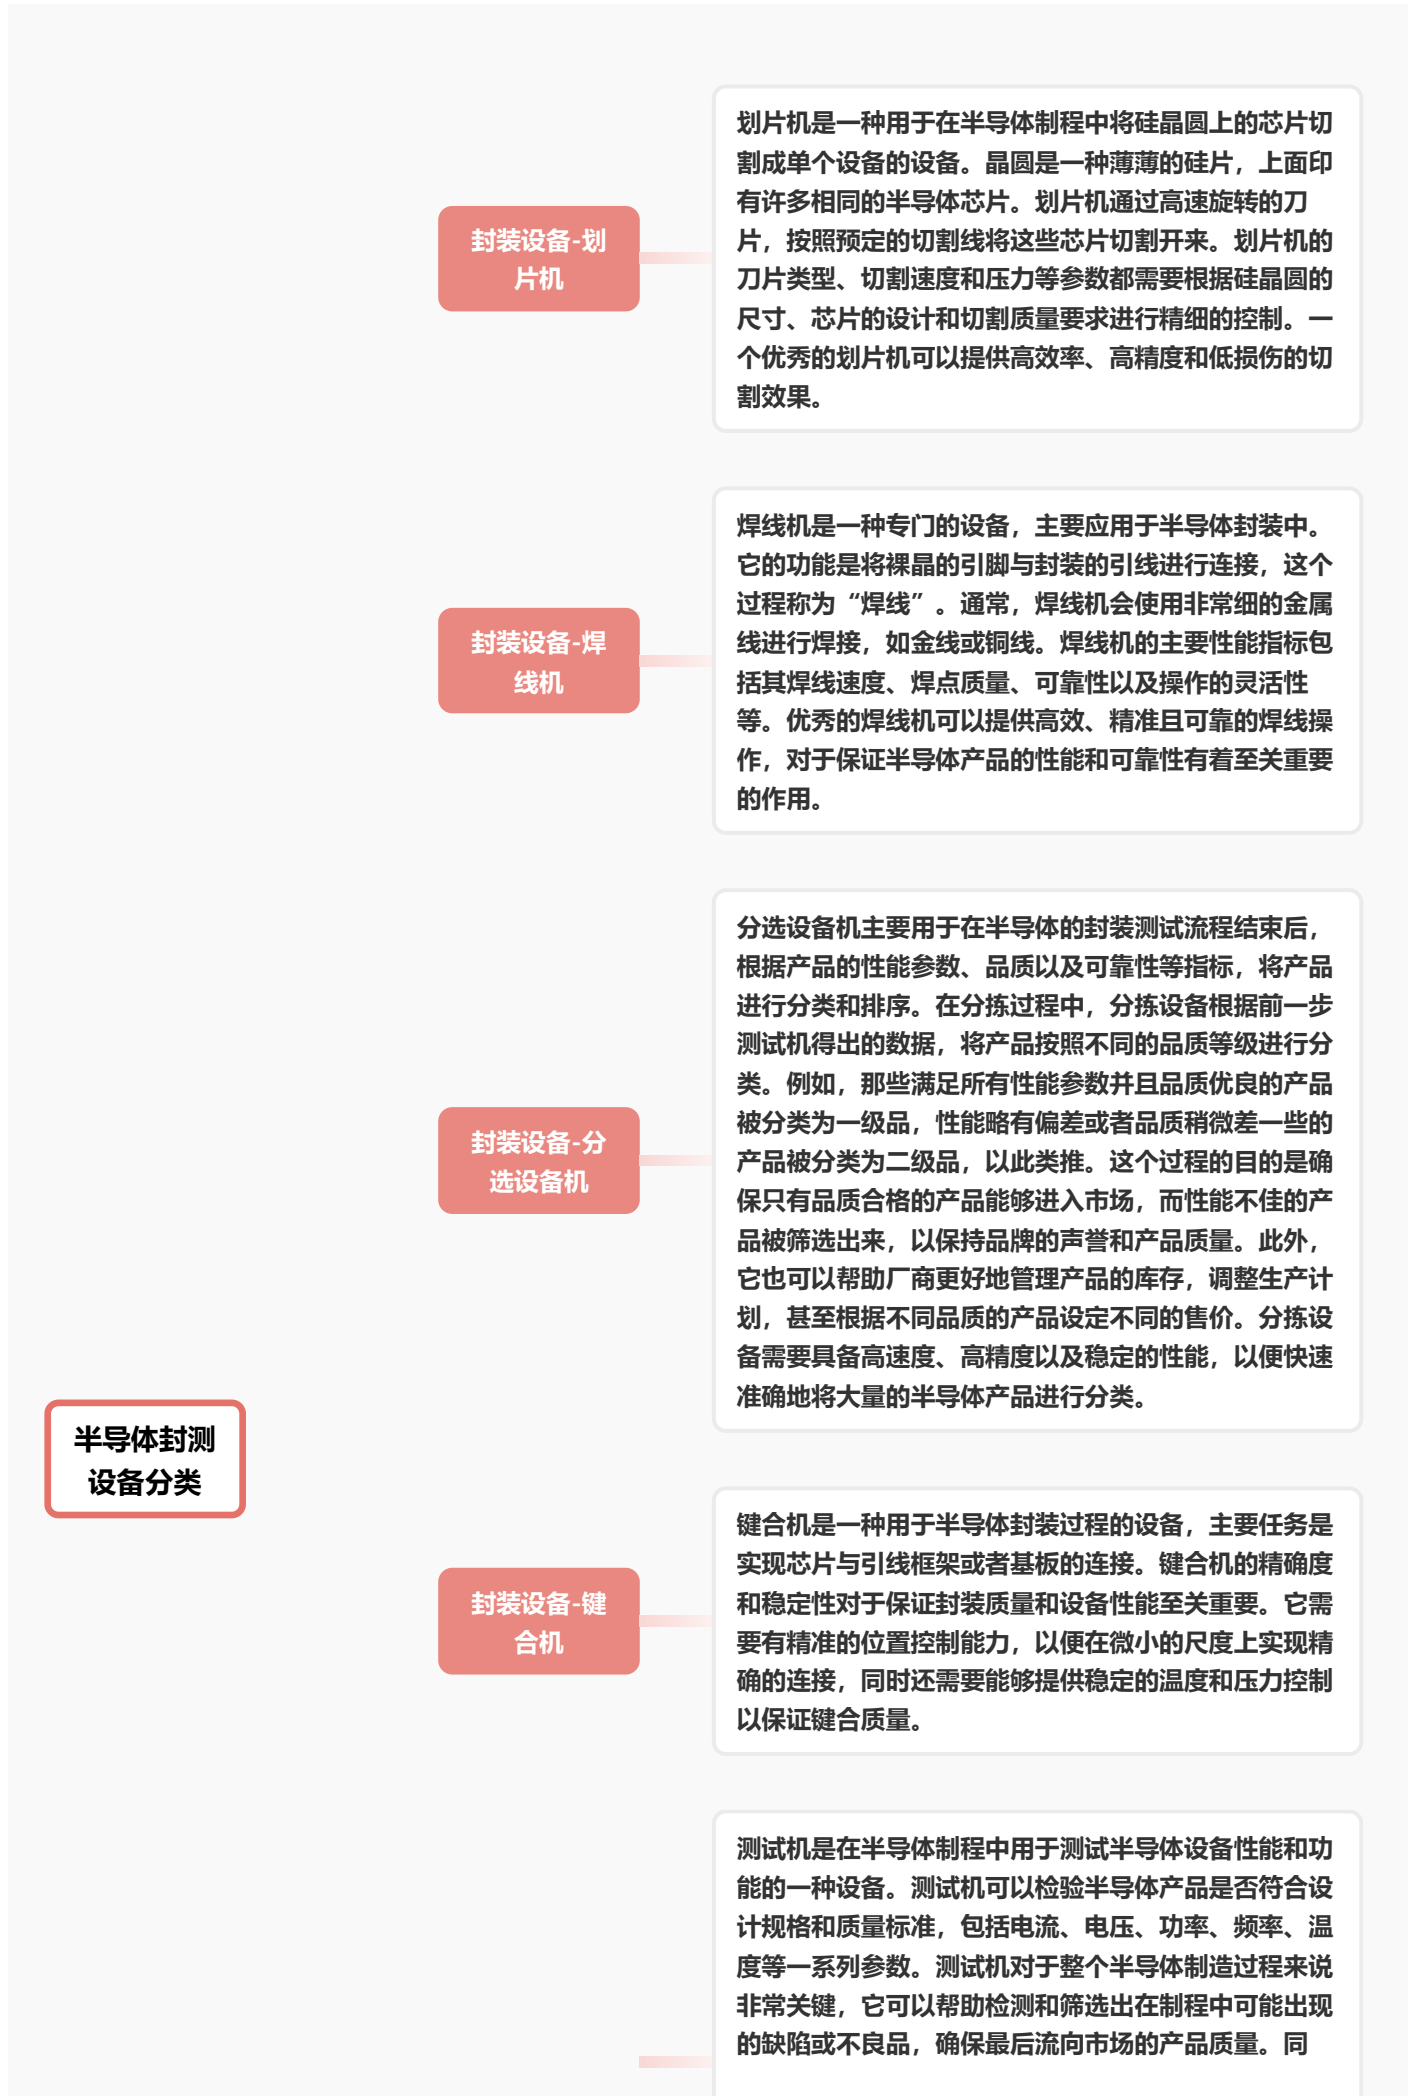 划片机是一种用于在半导体制程中将硅晶圆上的芯片切
割成单个设备的设备。晶圆是一种薄薄的硅片，上面印
有许多相同的半导体芯片。划片机通过高速旋转的刀
片，按照预定的切割线将这些芯片切割开来。划片机的
刀片类型、切割速度和压力等参数都需要根据硅晶圆的
尺寸、芯片的设计和切割质量要求进行精细的控制。一
个优秀的划片机可以提供高效率、高精度和低损伤的切
割效果。
封装设备-划
片机
焊线机是一种专门的设备，主要应用于半导体封装中。
它的功能是将裸晶的引脚与封装的引线进行连接，这个
过程称为“焊线”。通常，焊线机会使用非常细的金属
线进行焊接，如金线或铜线。焊线机的主要性能指标包
括其焊线速度、焊点质量、可靠性以及操作的灵活性
等。优秀的焊线机可以提供高效、精准且可靠的焊线操
作，对于保证半导体产品的性能和可靠性有着至关重要
的作用。
封装设备-焊
线机
分选设备机主要用于在半导体的封装测试流程结束后，
根据产品的性能参数、品质以及可靠性等指标，将产品
进行分类和排序。在分拣过程中，分拣设备根据前一步
测试机得出的数据，将产品按照不同的品质等级进行分
类。例如，那些满足所有性能参数并且品质优良的产品
被分类为一级品，性能略有偏差或者品质稍微差一些的
产品被分类为二级品，以此类推。这个过程的目的是确
保只有品质合格的产品能够进入市场，而性能不佳的产
品被筛选出来，以保持品牌的声誉和产品质量。此外，
它也可以帮助厂商更好地管理产品的库存，调整生产计
划，甚至根据不同品质的产品设定不同的售价。分拣设
备需要具备高速度、高精度以及稳定的性能，以便快速
准确地将大量的半导体产品进行分类。
封装设备-分
选设备机
半导体封测
设备分类
键合机是一种用于半导体封装过程的设备，主要任务是
实现芯片与引线框架或者基板的连接。键合机的精确度
和稳定性对于保证封装质量和设备性能至关重要。它需
要有精准的位置控制能力，以便在微小的尺度上实现精
确的连接，同时还需要能够提供稳定的温度和压力控制
以保证键合质量。
封装设备-键
合机
测试机是在半导体制程中用于测试半导体设备性能和功
能的一种设备。测试机可以检验半导体产品是否符合设
计规格和质量标准，包括电流、电压、功率、频率、温
度等一系列参数。测试机对于整个半导体制造过程来说
非常关键，它可以帮助检测和筛选出在制程中可能出现
的缺陷或不良品，确保最后流向市场的产品质量。同